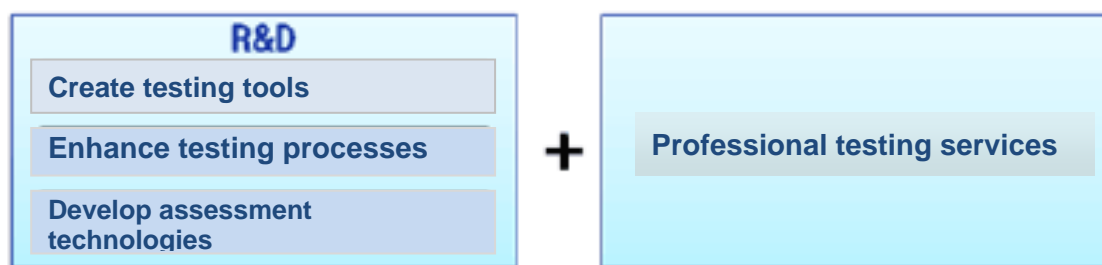 R&D
Create testing tools
Enhance testing processes
Develop assessment
technologies
+
Professional testing services